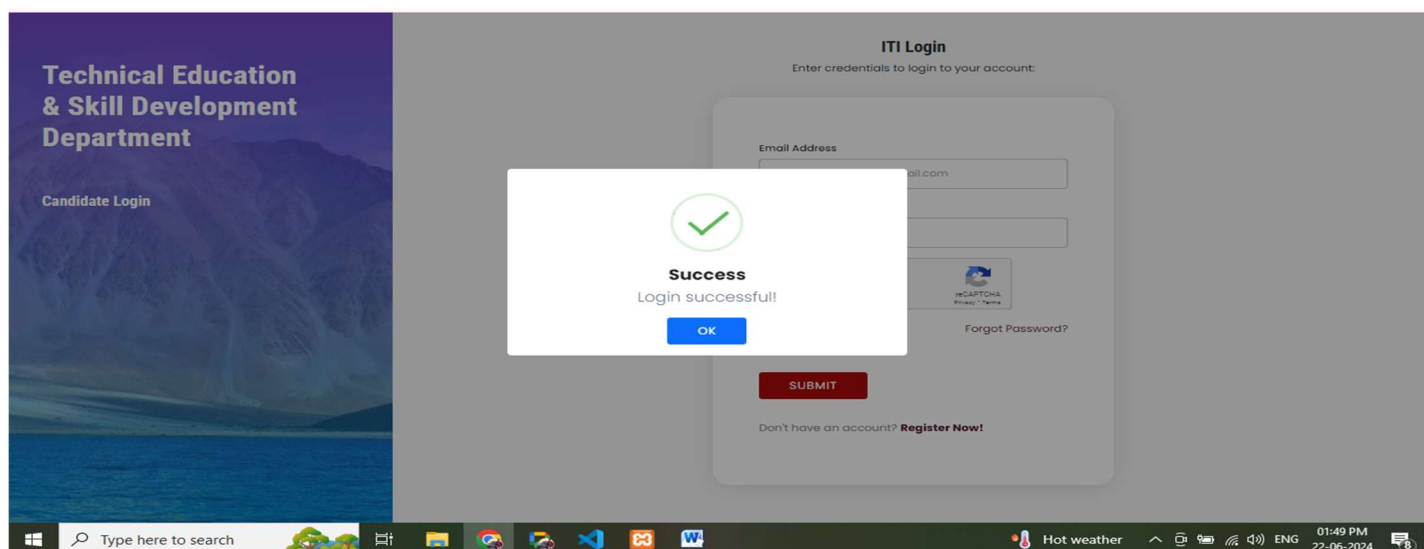 Technical Education
& Skill Development
Department
Candidate Login
ITI Login
Enter credentials to login to your account:
Email Address
ail.com
Success
Login successful!
OK
reCAPTCHA
Privacy - Terms
Forgot Password?
SUBMIT
Don't have an account? Register Now!
Type here to search
Hot weather
ENG
01:49 PM
22-06-2024
8